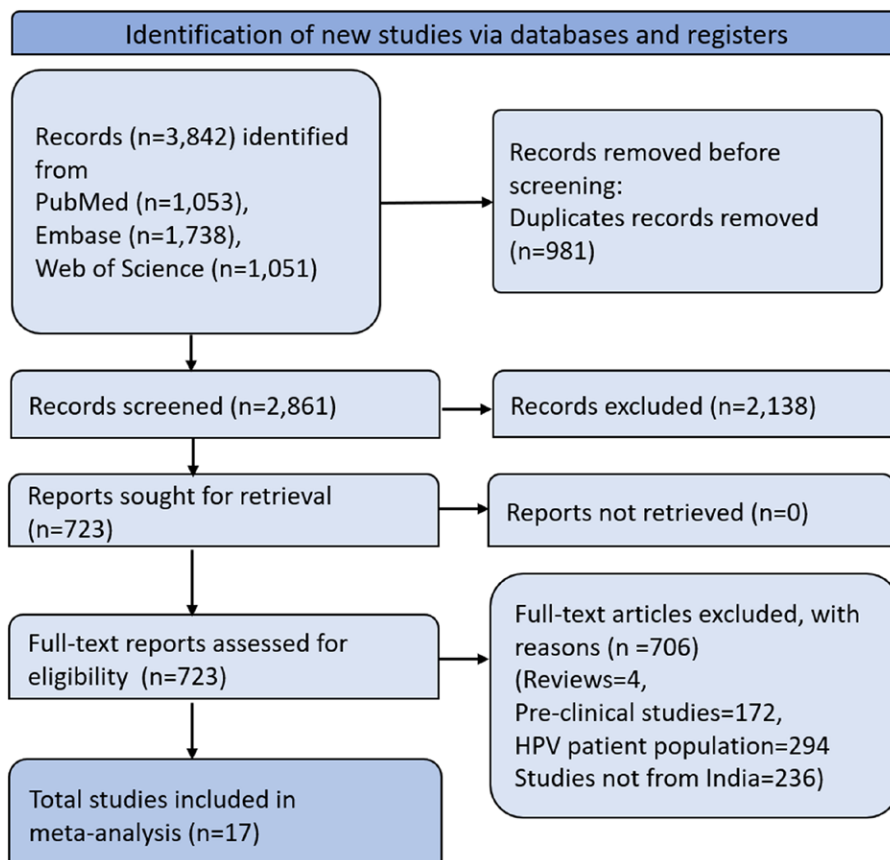 Identification of new studies via databases and registers
Records (n=3,842) identified
from
PubMed (n=1,053),
Embase (n=1,738),
Web of Science (n=1,051)
Records removed before
screening:
Duplicates records removed
(n=981)
Records screened (n=2,861)
Records excluded (n=2,138)
Reports sought for retrieval
(n=723)
Reports not retrieved (n=0)
Full-text reports assessed for
eligibility (n=723)
Full-text articles excluded, with
reasons (n =706)
(Reviews=4,
Pre-clinical studies=172,
HPV patient population=294
Studies not from India=236)
Total studies included in
meta-analysis (n=17)